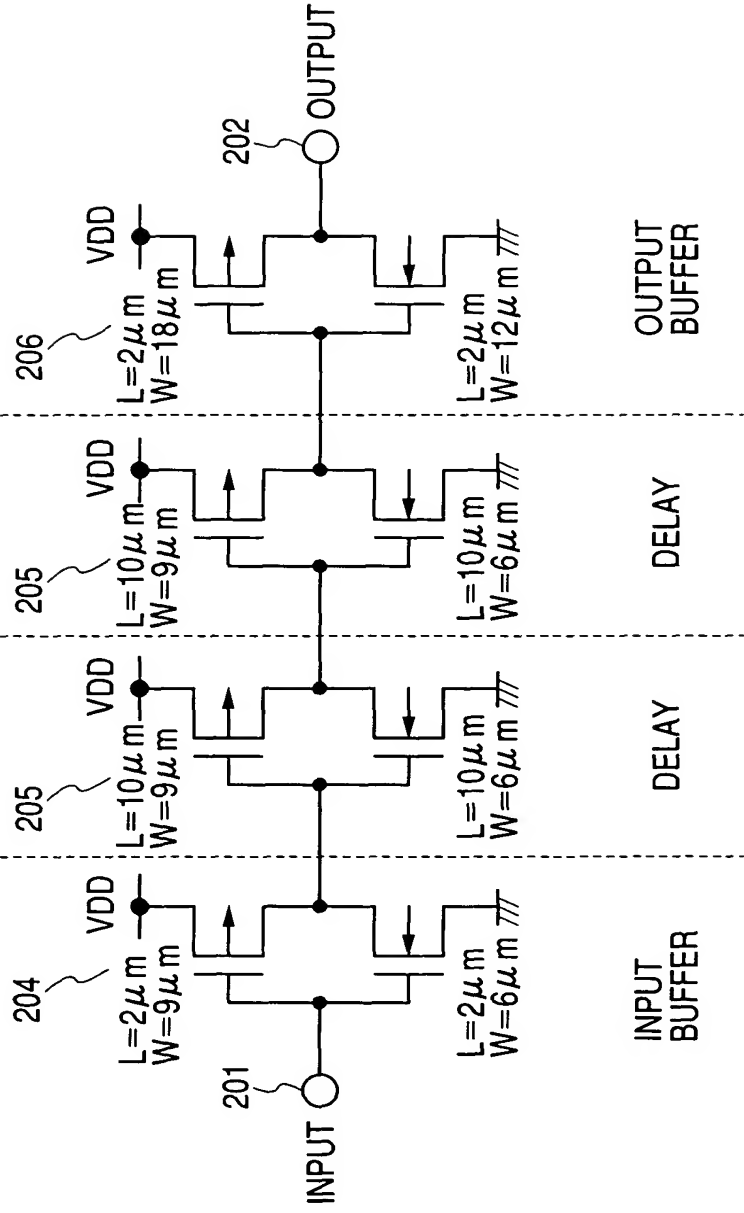 204
205
205
206
VDD
VDD
VDD
VDD
L=2μm
W=9μm
L=10μm
W=9μm
L=10μm
W=9μm
L=2μm
W=18μm
INPUT
201
202
OUTPUT
L=2μm
W=6μm
L=10μm
W=6μm
L=10μm
W=6μm
L=2μm
W=12μm
INPUT
BUFFER
DELAY
DELAY
OUTPUT
BUFFER